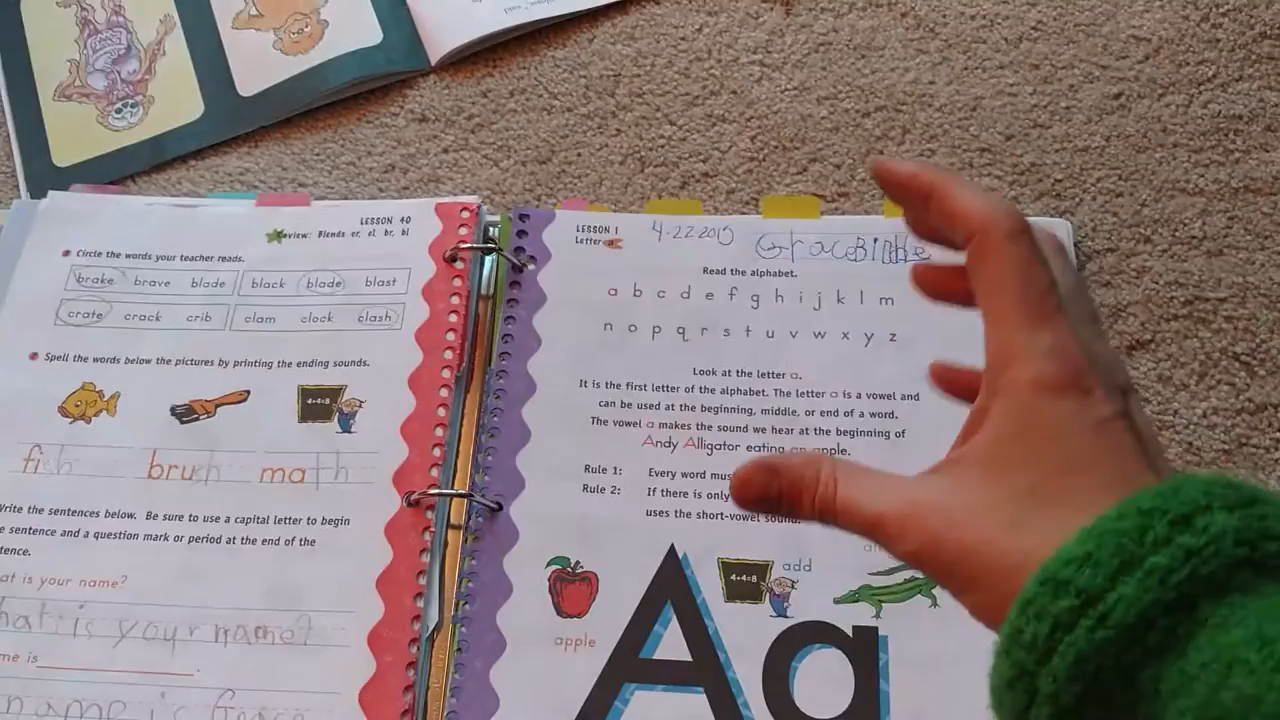 LESSON 40
view: Blends cr, cl, br, bl
Circle the words your teacher reads.
brake brave blade black blade blast
crate crack crib clam clock clash
Spell the words below the pictures by printing the ending sounds.
4+4=8
fish brush math
Write the sentences below. Be sure to use a capital letter to begin
e sentence and a question mark or period at the end of the
tence.
at is your name?
hat is your name?
me is
name is Grace
LESSON 1
Letter a
4-22-2015
Read the alphabet.
a b c d e f g h i j k l m
n o p q r s t u v w x y z
Look at the letter a.
It is the first letter of the alphabet. The letter a is a vowel and
can be used at the beginning, middle, or end of a word.
The vowel a makes the sound we hear at the beginning of
Andy Alligator eating an apple.
Rule 1: Every word mus
Rule 2: If there is only
uses the short-vowel sound.
4+4=8
add
apple
Aa